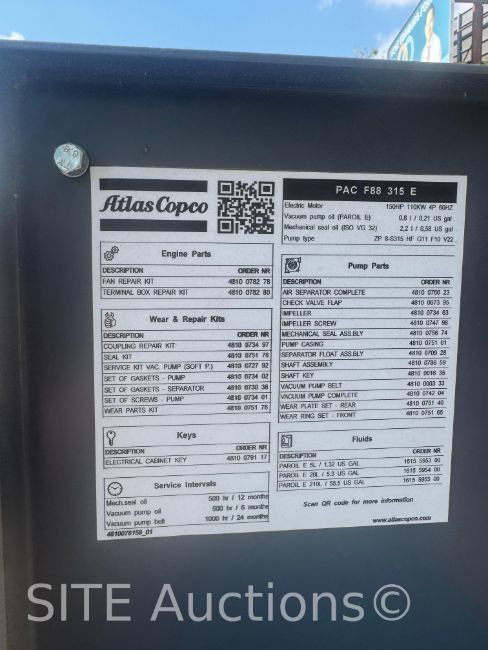 Atlas Copco
PAC F88 315 E
Electric Motor 150HP 110KW 4P 60HZ
Vacuum pump oil (PAROIL E) 0,8 l / 0,21 US gal
Mechanical seal oil (ISO VG 32) 2,2 l / 0,58 US gal
Pump type ZP 8-S315 HF G11 F10 V22
Engine Parts
DESCRIPTION ORDER NR
FAN REPAIR KIT 4810 0782 78
TERMINAL BOX REPAIR KIT 4810 0782 80
Wear & Repair Kits
DESCRIPTION ORDER NR
COUPLING REPAIR KIT 4810 0734 97
SEAL KIT 4810 0751 78
SERVICE KIT VAC. PUMP (SOFT P.) 4810 0727 92
SET OF GASKETS - PUMP 4810 0734 02
SET OF GASKETS - SEPARATOR 4810 0730 38
SET OF SCREWS - PUMP 4810 0734 01
WEAR PARTS KIT 4810 0751 76
Keys
DESCRIPTION ORDER NR
ELECTRICAL CABINET KEY 4810 0791 17
Service Intervals
Mech.seal oil 500 hr / 12 months
Vacuum pump oil 500 hr / 6 months
Vacuum pump belt 1000 hr / 24 months
4810078159_01
Pump Parts
DESCRIPTION ORDER NR
AIR SEPARATOR COMPLETE 4810 0756 23
CHECK VALVE FLAP 4810 0673 95
IMPELLER 4810 0734 63
IMPELLER SCREW 4810 0747 96
MECHANICAL SEAL ASS.BLY 4810 0756 74
PUMP CASING 4810 0751 61
SEPARATOR FLOAT ASS.BLY 4810 0709 28
SHAFT ASSEMBLY 4810 0786 59
SHAFT KEY 4810 0016 35
VACUUM PUMP BELT 4810 0003 33
VACUUM PUMP COMPLETE 4810 0742 04
WEAR PLATE SET - REAR 4810 0751 40
WEAR RING SET - FRONT 4810 0751 65
Fluids
DESCRIPTION ORDER NR
PAROIL E 5L / 1.32 US GAL 1615 5953 00
PAROIL E 20L / 5.3 US GAL 1615 5954 00
PAROIL E 210L / 55.5 US GAL 1615 5955 00
Scan QR code for more information
www.atlascopco.com
SITE Auctions©